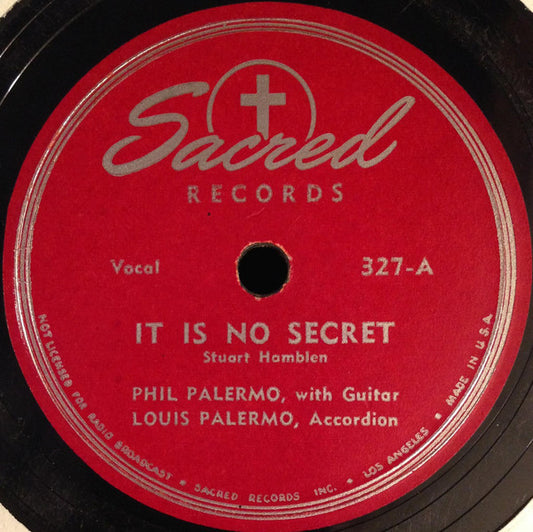 Sacred
RECORDS
Vocal
327-A
IT IS NO SECRET
Stuart Hamblen
PHIL PALERMO, with Guitar
LOUIS PALERMO, Accordion
NOT LICENSED FOR RADIO BROADCAST • SACRED RECORDS INC. • LOS ANGELES • MADE IN U.S.A.